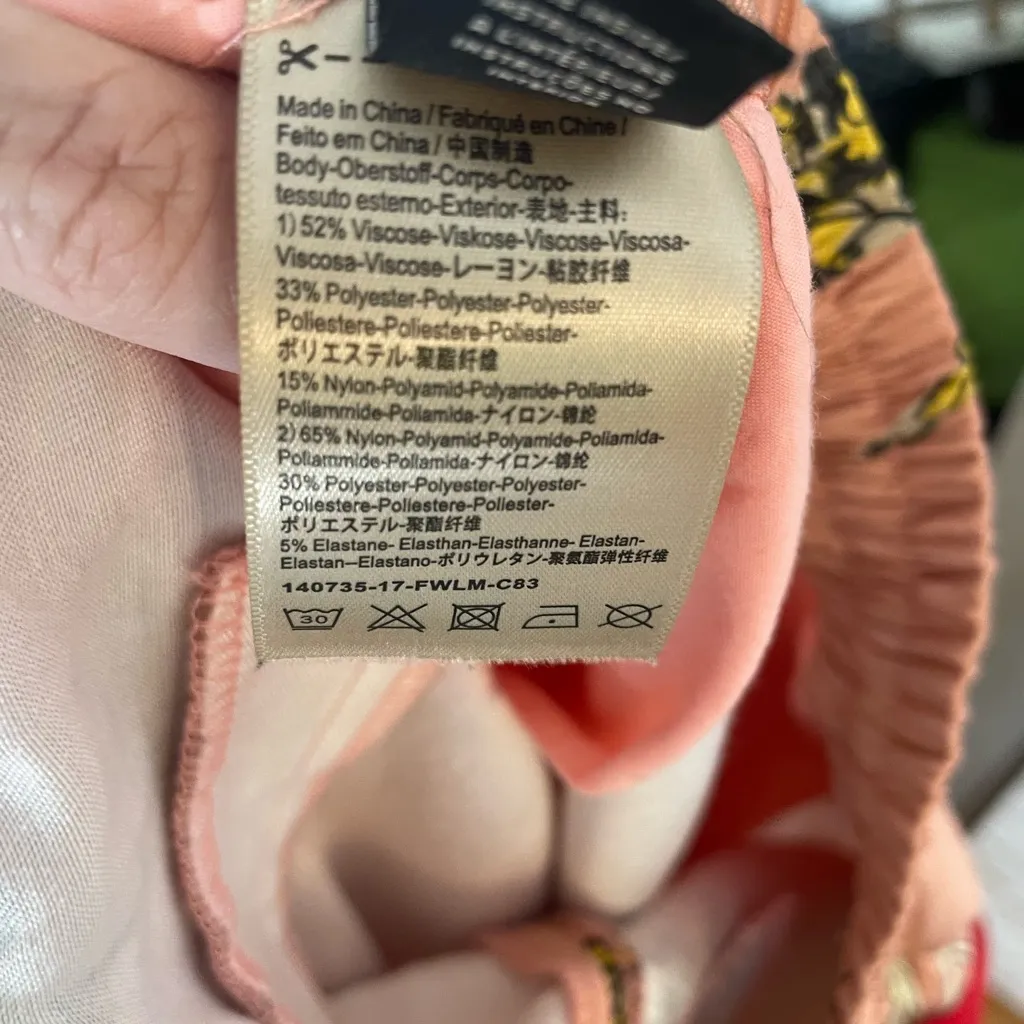 INSTRUCTIONS
À L'INTÉRIEUR/
INSTRUÇÕES NO
Made in China / Fabriqué en Chine /
Feito em China / 中国制造
Body-Oberstoff-Corps-Corpo-
tessuto esterno-Exterior-表地-主料:
1) 52% Viscose-Viskose-Viscose-Viscosa-
Viscosa-Viscose-レーヨン-粘胶纤维
33% Polyester-Polyester-Polyester-
Poliestere-Poliestere-Poliester-
ポリエステル-聚酯纤维
15% Nylon-Polyamid-Polyamide-Poliamida-
Poliammide-Poliamida-ナイロン-锦纶
2) 65% Nylon-Polyamid-Polyamide-Poliamida-
Poliammide-Poliamida-ナイロン-锦纶
30% Polyester-Polyester-Polyester-
Poliestere-Poliestere-Poliester-
ポリエステル-聚酯纤维
5% Elastane- Elasthan-Elasthanne- Elastan-
Elastan--Elastano-ポリウレタン-聚氨酯弹性纤维
140735-17-FWLM-C83
30